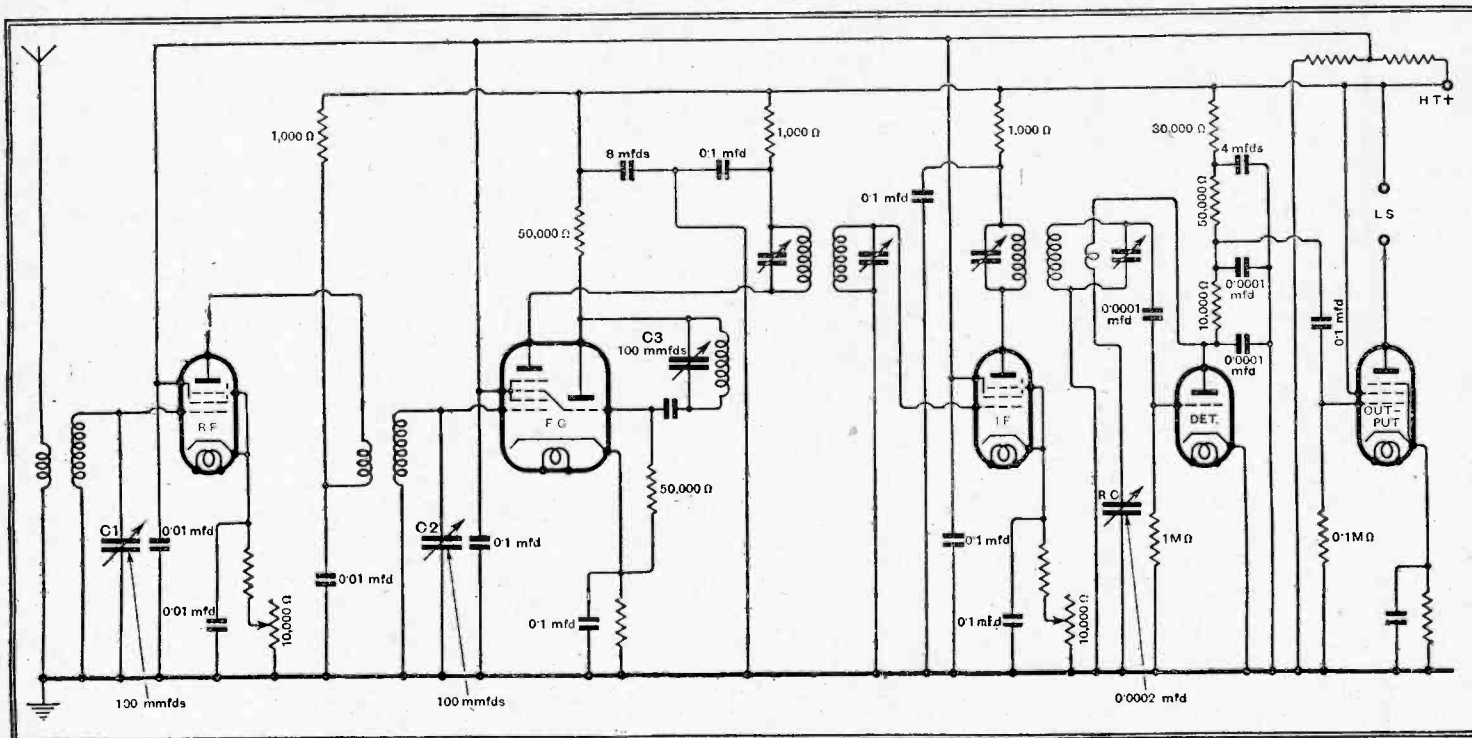 HT+
1,000 Ω
8 mfds
0·1 mfd
1,000 Ω
0·1 mfd
1,000 Ω
30,000 Ω
4 mfds
50,000 Ω
LS
50,000 Ω
C3
100 mmfds
0·0001
mfd
10,000 Ω
0·0001
mfd
0·0001
mfd
0·1 mfd
RF
FC
IF
DET.
OUT-
PUT
50,000 Ω
C1
0·01 mfd
0·01 mfd
10,000 Ω
0·01 mfd
C2
0·1 mfd
0·1 mfd
0·1 mfd
0·1 mfd
10,000 Ω
RC
1MΩ
0·1MΩ
100 mmfds
100 mmfds
0·0002 mfd